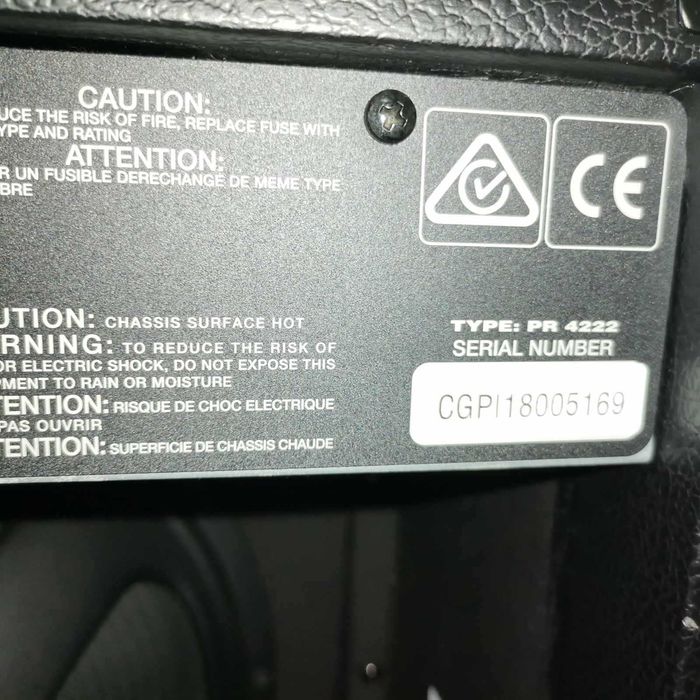 CAUTION:
UCE THE RISK OF FIRE, REPLACE FUSE WITH
YPE AND RATING
ATTENTION:
R UN FUSIBLE DERECHANGE DE MEME TYPE
BRE
CE
UTION: CHASSIS SURFACE HOT
ARNING: TO REDUCE THE RISK OF
OR ELECTRIC SHOCK, DO NOT EXPOSE THIS
PMENT TO RAIN OR MOISTURE
TENTION: RISQUE DE CHOC ELECTRIQUE
PAS OUVRIR
TENTION: SUPERFICIE DE CHASSIS CHAUDE
TYPE: PR 4222
SERIAL NUMBER
CGPI18005169